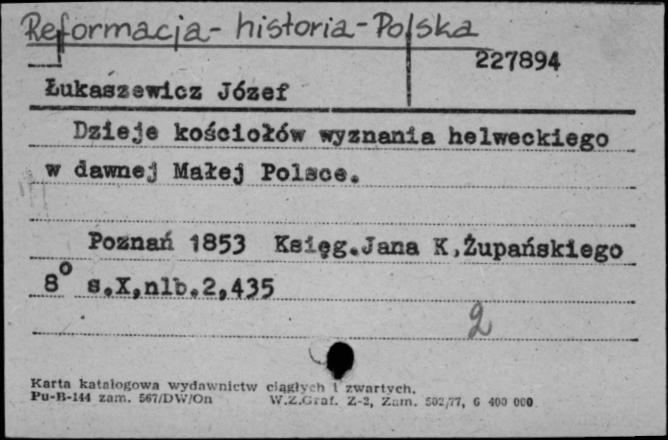 Reformacja - historia - Polska
227894
Łukaszewicz Józef
Dzieje kościołów wyznania helweckiego
w dawnej Małej Polsce.
Poznań 1853 Księg.Jana K,Żupańskiego
8° s.X,nlb.2,435
2
Karta katalogowa wydawnictw ciągłych i zwartych.
Pu-B-144 zam. 567/DW/On W.Z.Graf. Z-2, Zam. 502/77, 6 400 000